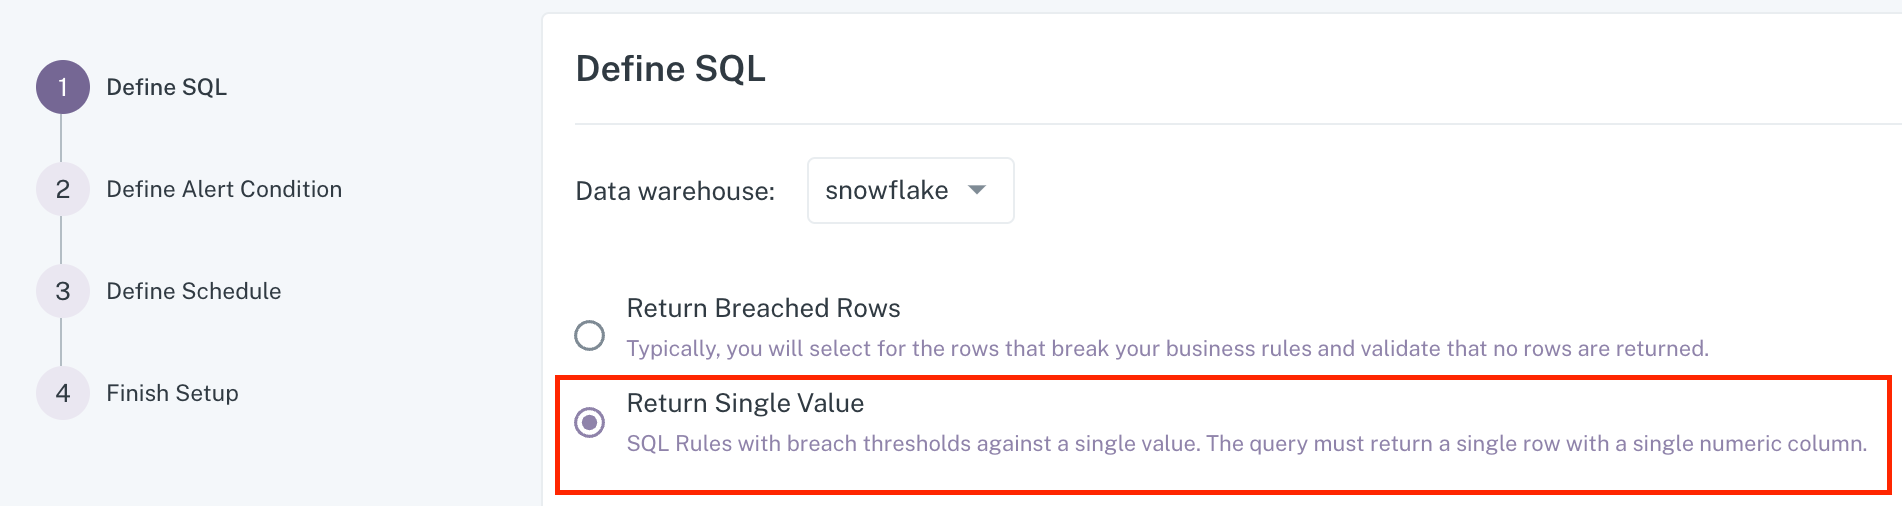 1 Define SQL
2 Define Alert Condition
3 Define Schedule
4 Finish Setup
Define SQL
Data warehouse: snowflake
Return Breached Rows
Typically, you will select for the rows that break your business rules and validate that no rows are returned.
Return Single Value
SQL Rules with breach thresholds against a single value. The query must return a single row with a single numeric column.